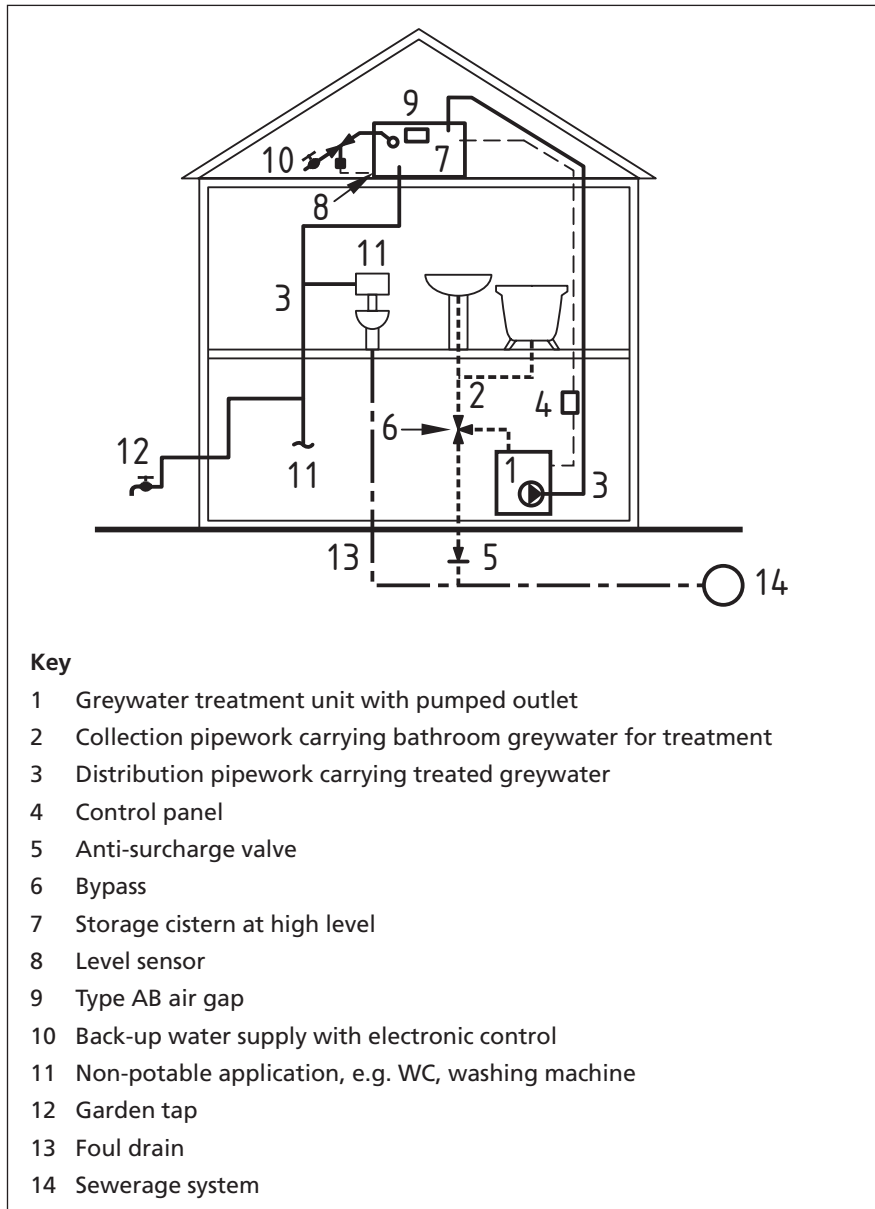 9
10
7
8
11
3
2
4
6
1
12
11
3
13
5
14
Key
1 Greywater treatment unit with pumped outlet
2 Collection pipework carrying bathroom greywater for treatment
3 Distribution pipework carrying treated greywater
4 Control panel
5 Anti-surcharge valve
6 Bypass
7 Storage cistern at high level
8 Level sensor
9 Type AB air gap
10 Back-up water supply with electronic control
11 Non-potable application, e.g. WC, washing machine
12 Garden tap
13 Foul drain
14 Sewerage system